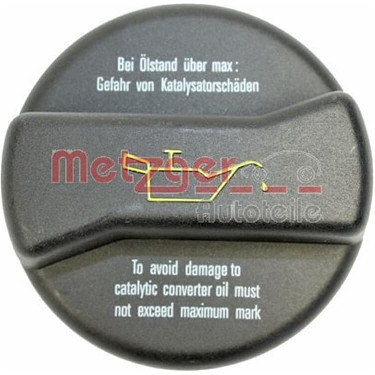 Bei Ölstand über max:
Gefahr von Katalysatorschäden
Metzger
Autoteile
To avoid damage to
catalytic converter oil must
not exceed maximum mark